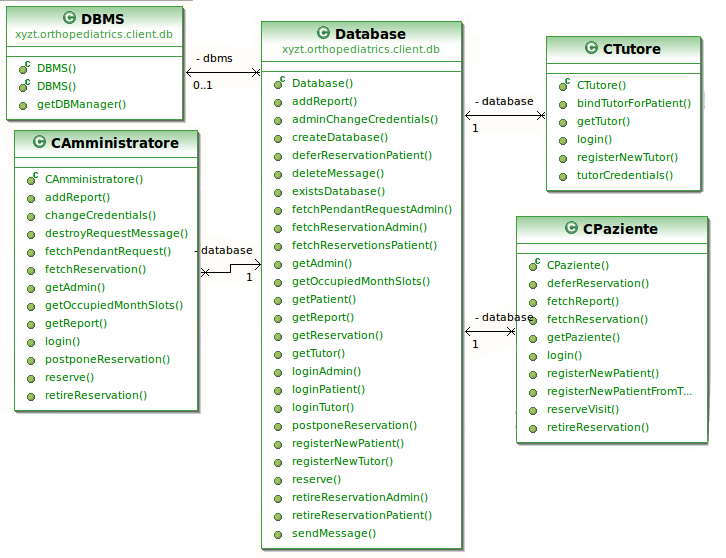 C DBMS
xyzt.orthopediatrics.client.db
DBMS()
DBMS()
getDBManager()
- dbms
0..1
C Database
xyzt.orthopediatrics.client.db
Database()
addReport()
adminChangeCredentials()
createDatabase()
deferReservationPatient()
deleteMessage()
existsDatabase()
fetchPendantRequestAdmin()
fetchReservationAdmin()
fetchReservetionsPatient()
getAdmin()
getOccupiedMonthSlots()
getPatient()
getReport()
getReservation()
getTutor()
loginAdmin()
loginPatient()
loginTutor()
postponeReservation()
registerNewPatient()
registerNewTutor()
reserve()
retireReservationAdmin()
retireReservationPatient()
sendMessage()
C CAmministratore
CAmministratore()
addReport()
changeCredentials()
destroyRequestMessage()
fetchPendantRequest()
fetchReservation()
getAdmin()
getOccupiedMonthSlots()
getReport()
login()
postponeReservation()
reserve()
retireReservation()
- database
1
- database
1
C CTutore
CTutore()
bindTutorForPatient()
getTutor()
login()
registerNewTutor()
tutorCredentials()
- database
1
C CPaziente
CPaziente()
deferReservation()
fetchReport()
fetchReservation()
getPaziente()
login()
registerNewPatient()
registerNewPatientFromT...
reserveVisit()
retireReservation()